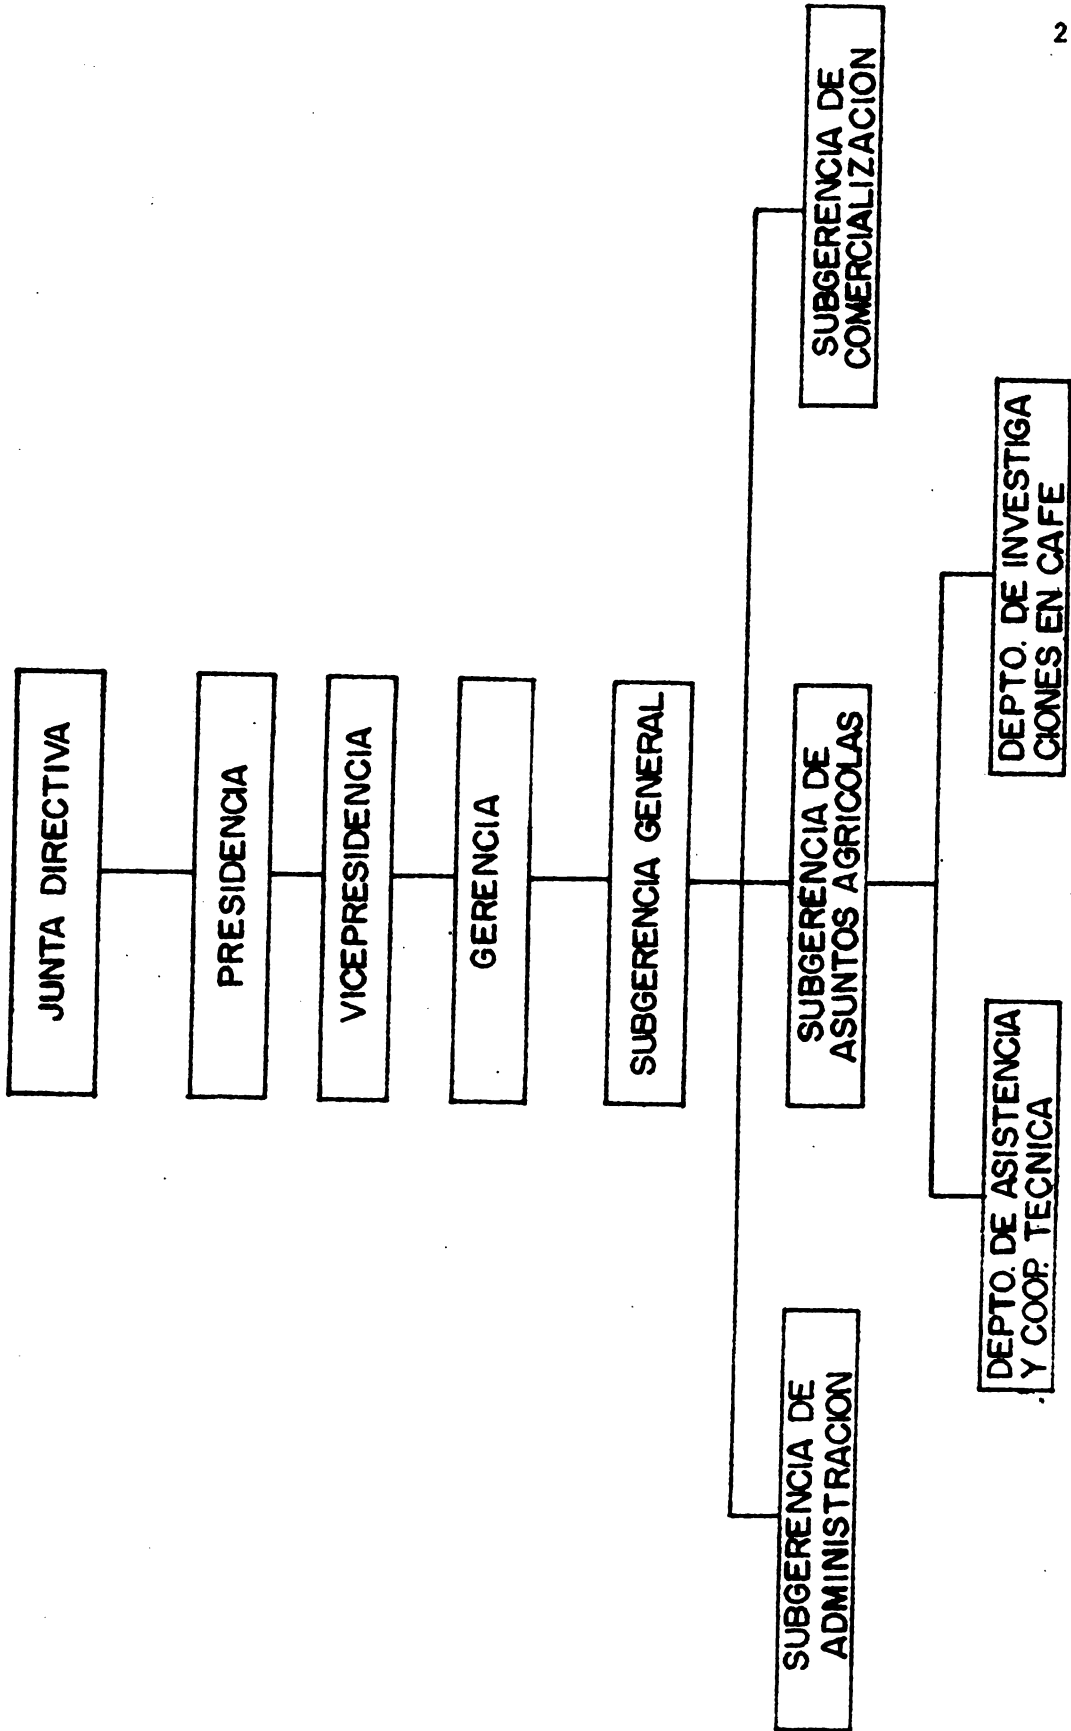 2
JUNTA DIRECTIVA
PRESIDENCIA
VICEPRESIDENCIA
GERENCIA
SUBGERENCIA GENERAL
SUBGERENCIA DE
ADMINISTRACION
SUBGERENCIA DE
ASUNTOS AGRICOLAS
SUBGERENCIA DE
COMERCIALIZACION
DEPTO. DE ASISTENCIA
Y COOP. TECNICA
DEPTO. DE INVESTIGA
CIONES EN CAFE